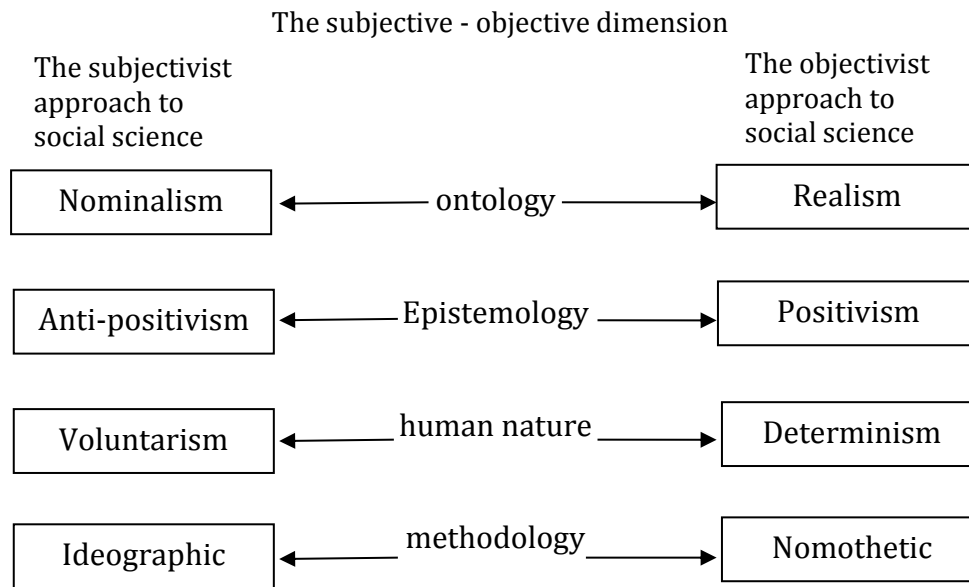 The subjective - objective dimension
The subjectivist
approach to
social science
The objectivist
approach to
social science
Nominalism
ontology
Realism
Anti-positivism
Epistemology
Positivism
Voluntarism
human nature
Determinism
Ideographic
methodology
Nomothetic